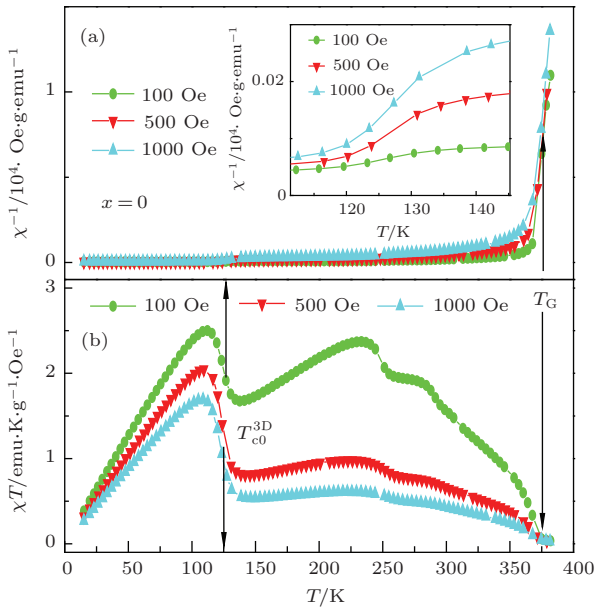 (a)
100 Oe
500 Oe
1000 Oe
x = 0
χ⁻¹/10⁴· Oe·g·emu⁻¹
1
0
100 Oe
500 Oe
1000 Oe
χ⁻¹/10⁴· Oe·g·emu⁻¹
0.02
0
120 130 140
T/K
100 Oe 500 Oe 1000 Oe
(b)
T_G
T_c0^3D
χT/emu·K·g⁻¹·Oe⁻¹
3
2
1
0
0 50 100 150 200 250 300 350 400
T/K